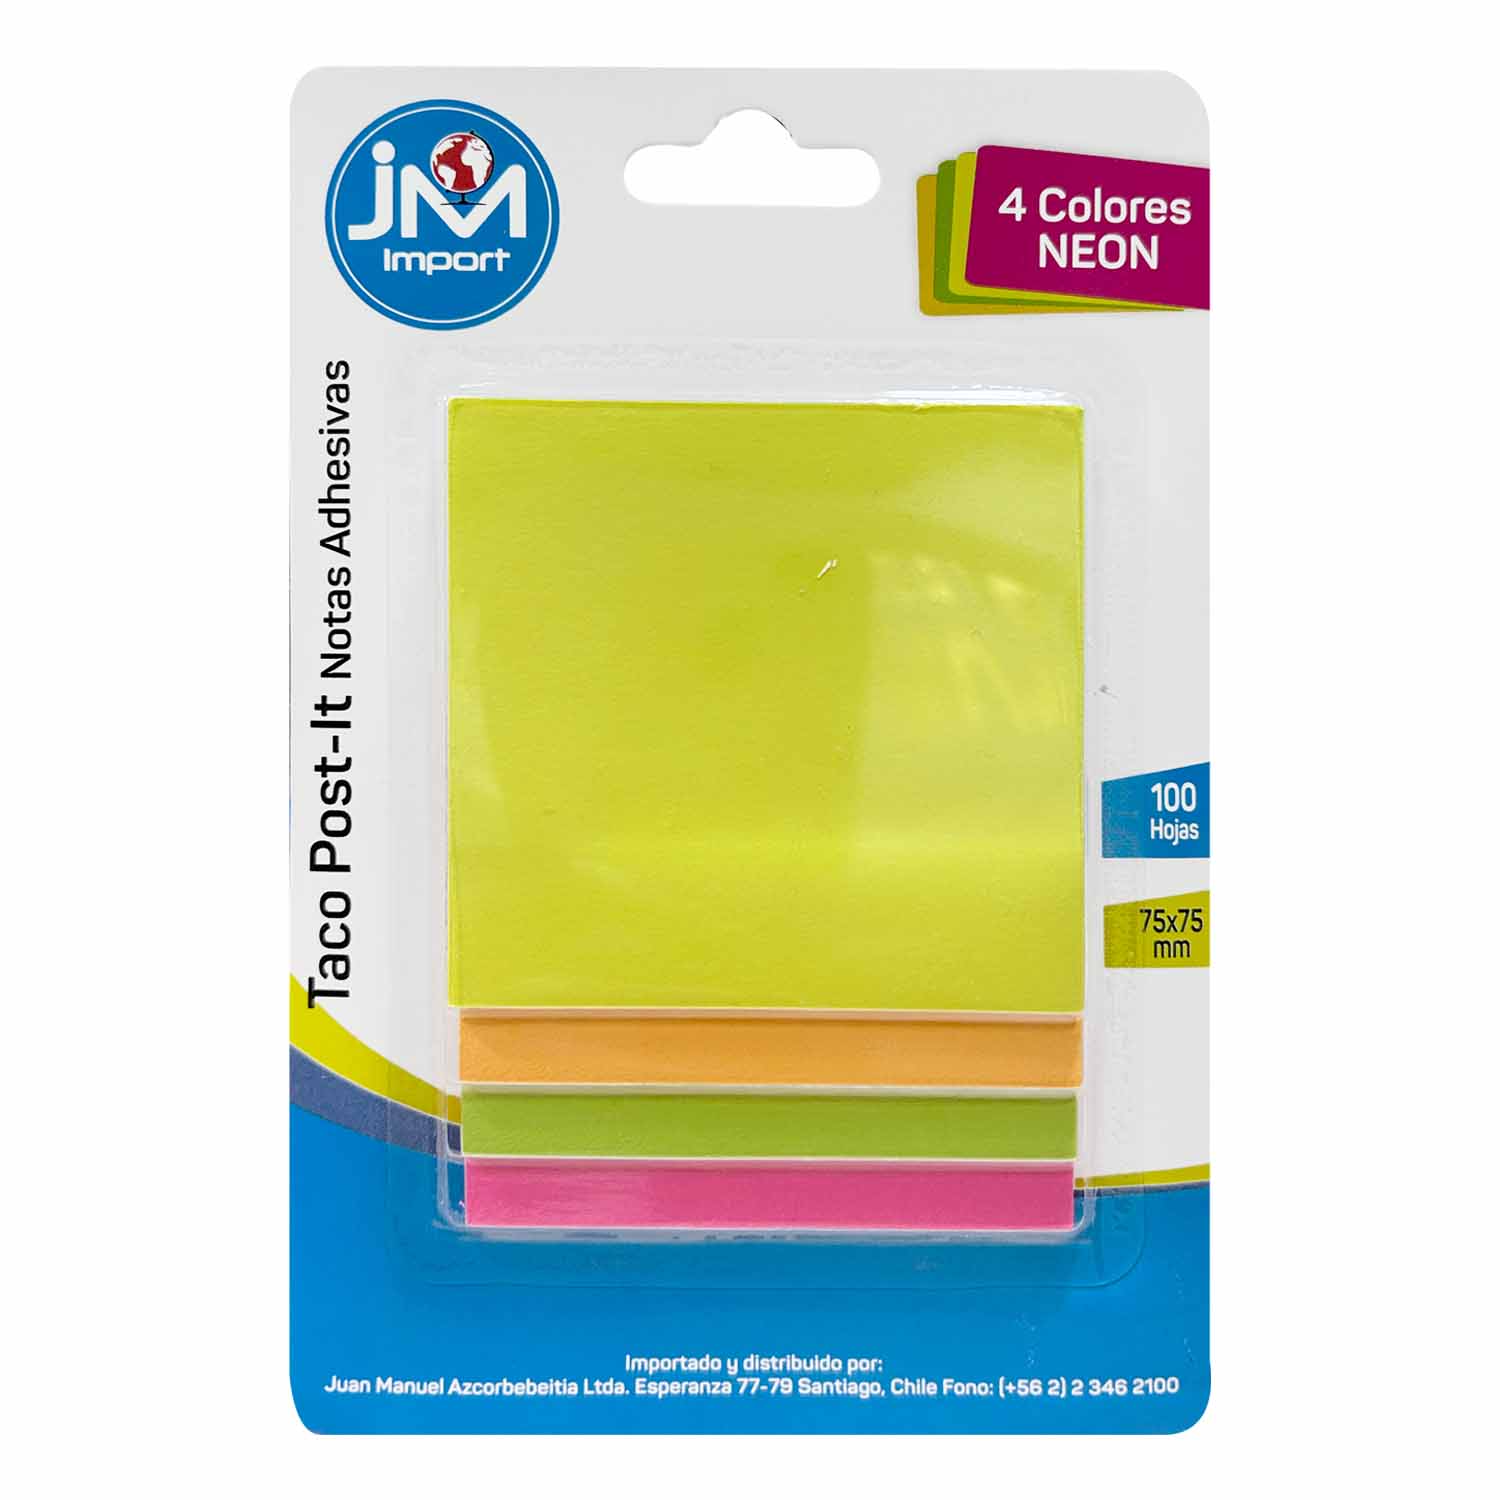 JM
Import
4 Colores
NEON
Taco Post-It Notas Adhesivas
100
Hojas
75x75
mm
Importado y distribuido por:
Juan Manuel Azcorbebeitia Ltda. Esperanza 77-79 Santiago, Chile Fono: (+56 2) 2 346 2100